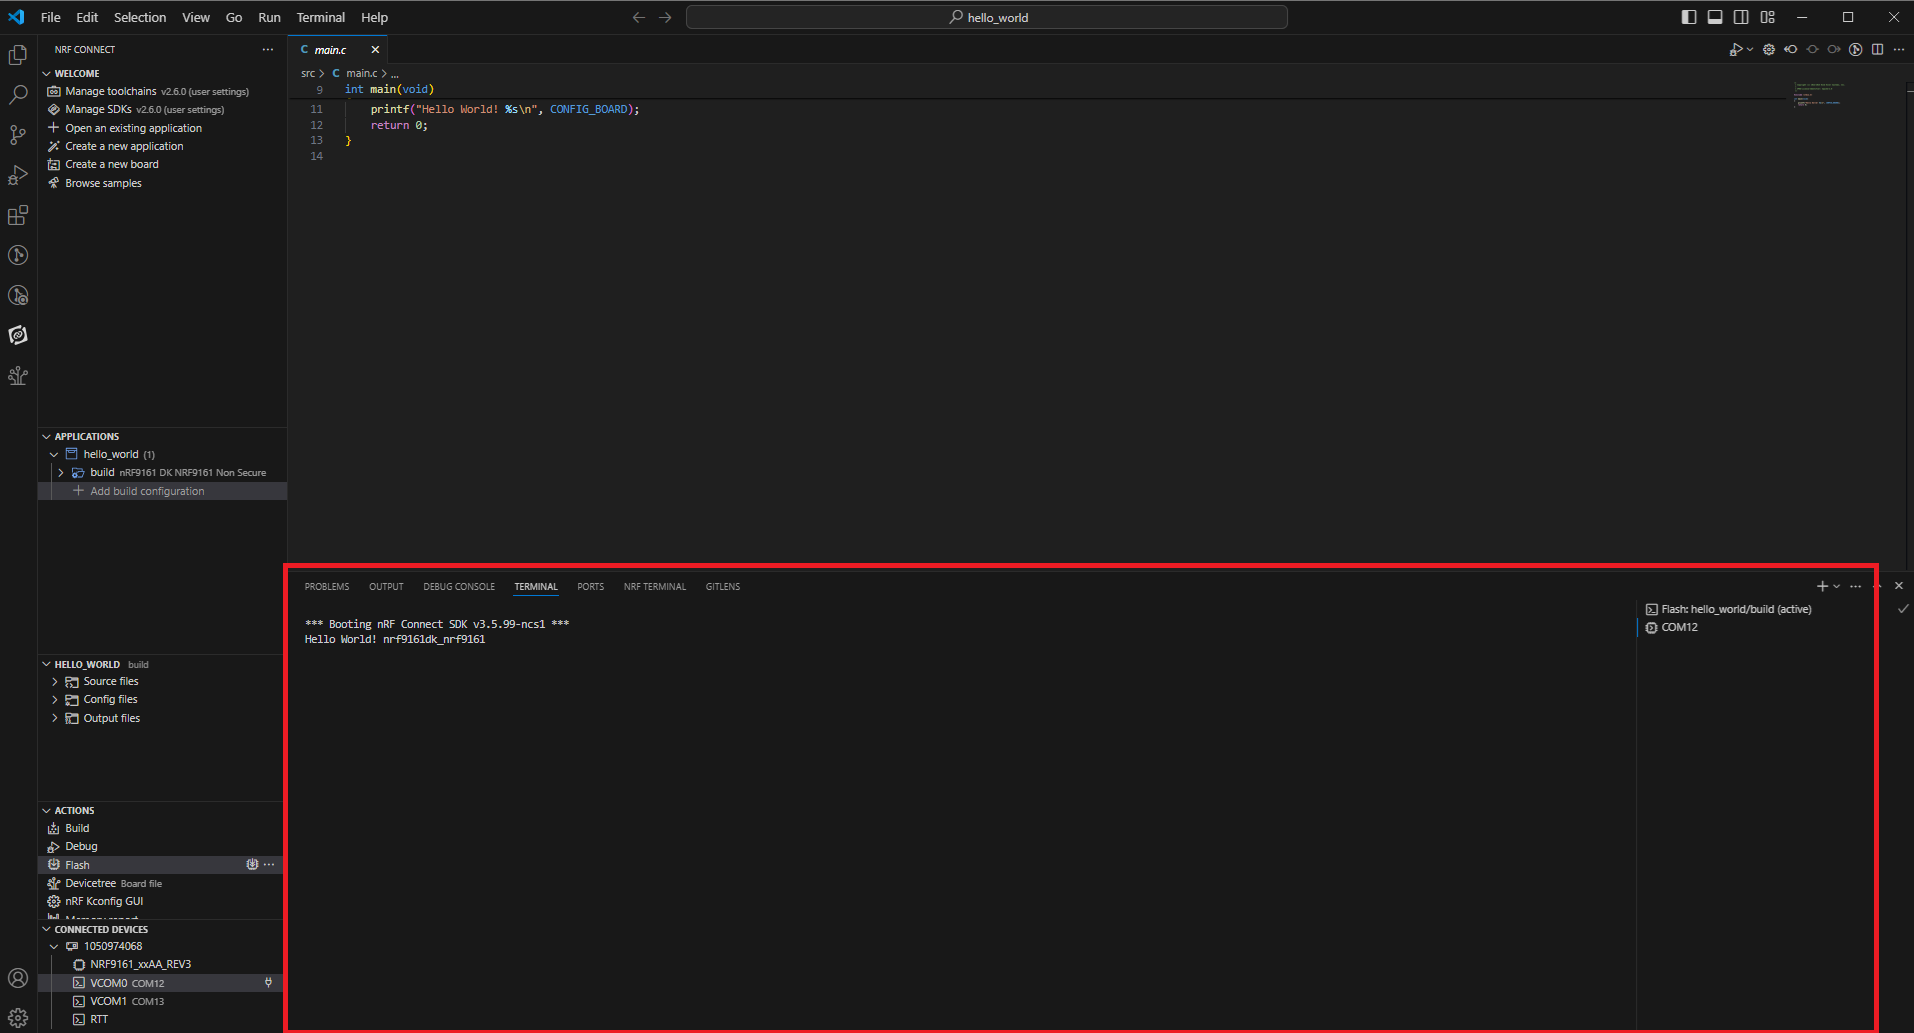 File Edit Selection View Go Run Terminal Help
hello_world
NRF CONNECT
WELCOME
Manage toolchains v2.6.0 (user settings)
Manage SDKs v2.6.0 (user settings)
Open an existing application
Create a new application
Create a new board
Browse samples
APPLICATIONS
hello_world (1)
build nRF9161 DK NRF9161 Non Secure
Add build configuration
HELLO_WORLD build
Source files
Config files
Output files
ACTIONS
Build
Debug
Flash
Devicetree Board file
nRF Kconfig GUI
Memory report
CONNECTED DEVICES
1050974068
NRF9161_xxAA_REV3
VCOM0 COM12
VCOM1 COM13
RTT
C main.c
src > C main.c > ...
9 int main(void)
11 printf("Hello World! %s\n", CONFIG_BOARD);
12 return 0;
13 }
14
PROBLEMS OUTPUT DEBUG CONSOLE TERMINAL PORTS NRF TERMINAL GITLENS
*** Booting nRF Connect SDK v3.5.99-ncs1 ***
Hello World! nrf9161dk_nrf9161
Flash: hello_world/build (active)
COM12